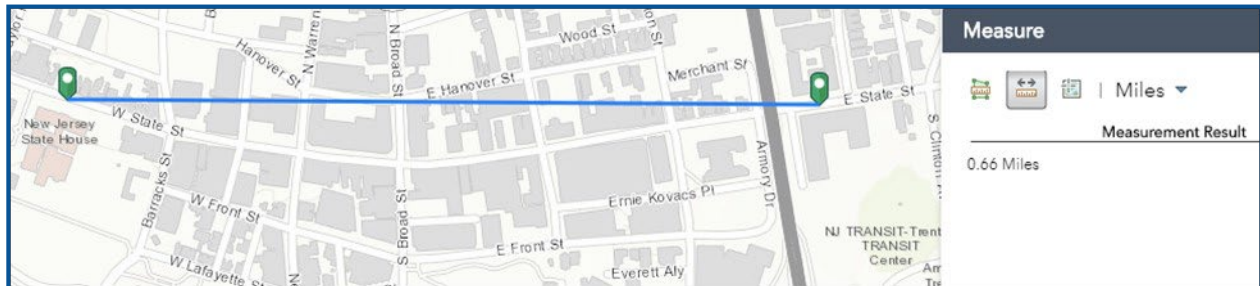 Hanover St
N Warren
N Broad St
Wood St
E Hanover St
Merchant St
E State St
New Jersey
State House
W State St
Barracks St
W Front St
W Lafayette St
S Broad St
E Front St
Ernie Kovacs Pl
Everett Aly
Armory Dr
S Clinton
NJ TRANSIT-Trent
TRANSIT
Center
Measure
| Miles
Measurement Result
0.66 Miles